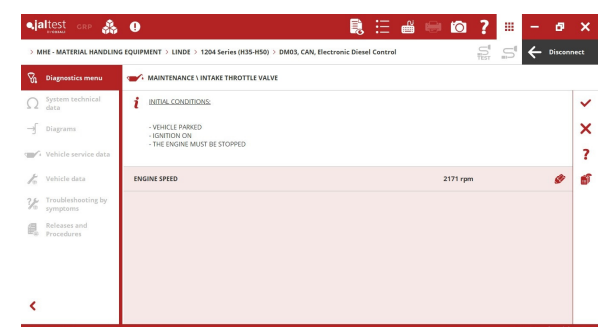 jaltest GRP
> MHE - MATERIAL HANDLING EQUIPMENT > LINDE > 1204 Series (H35-H50) > DM03, CAN, Electronic Diesel Control
TEST
Disconnect
Diagnostics menu
MAINTENANCE \ INTAKE THROTTLE VALVE
System technical
data
Diagrams
Vehicle service data
Vehicle data
Troubleshooting by
symptoms
Releases and
Procedures
INITIAL CONDITIONS:
- VEHICLE PARKED
- IGNITION ON
- THE ENGINE MUST BE STOPPED
ENGINE SPEED 2171 rpm